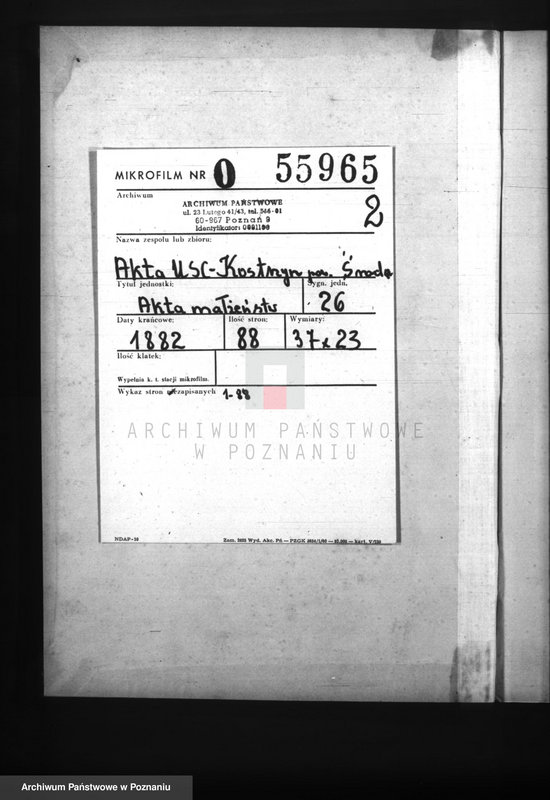 MIKROFILM NR 0 55965
Archiwum
ARCHIWUM PAŃSTWOWE
ul. 23 Lutego 41/43, tel. 566-01
60-967 Poznań 9
2
Nazwa zespołu lub zbioru:
Akta USC-Kostrzyn pow. Środa
Tytuł jednostki:
Sygn. jedn.
Akta małżeństw
26
Daty krańcowe:
Ilość stron:
Wymiary:
1882
88
37x23
Ilość klatek:
Wypełnia k. t. stacji mikrofilm.
Wykaz stron niezapisanych 1-88
ARCHIWUM PAŃSTWOWE
W POZNANIU
NDAP-10
Archiwum Państwowe w Poznaniu